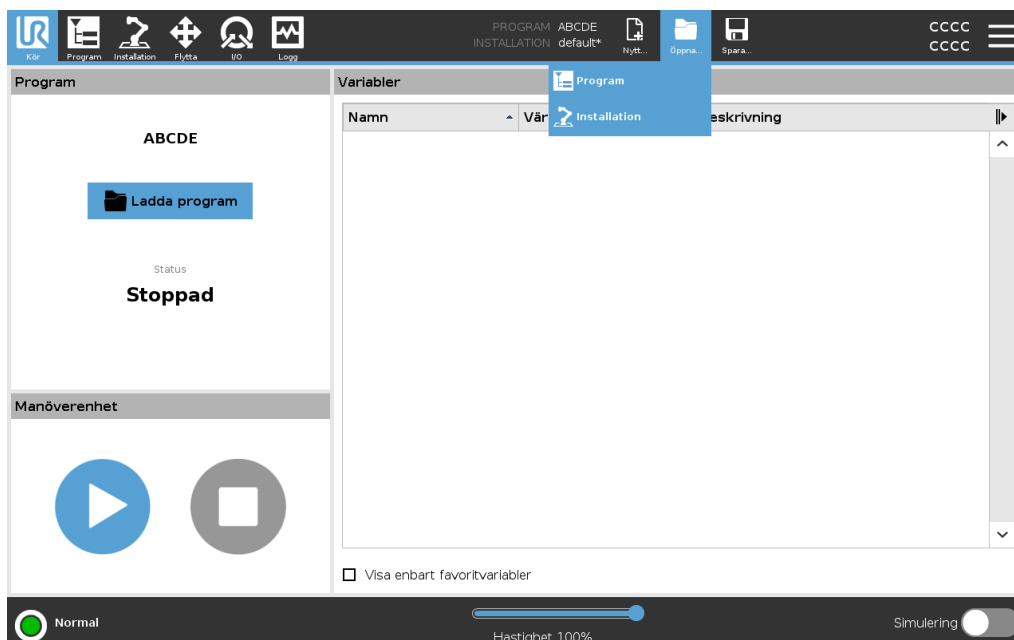 PROGRAM ABCDE
INSTALLATION default*
CCCC
CCCC
Kör Program Installation Flytta I/O Logg Nytt... Öppna... Spara...
Program
Installation
Program
Variabler
Namn Vär eskrivning
ABCDE
Ladda program
Status
Stoppad
Manöverenhet
Visa enbart favoritvariabler
Normal
Hastighet 100%
Simulering